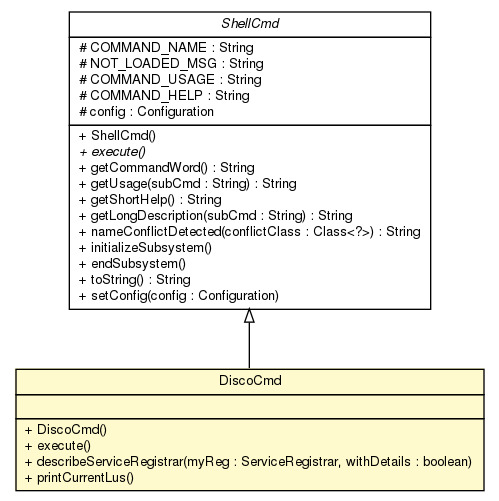 ShellCmd
# COMMAND_NAME : String
# NOT_LOADED_MSG : String
# COMMAND_USAGE : String
# COMMAND_HELP : String
# config : Configuration
+ ShellCmd()
+ execute()
+ getCommandWord() : String
+ getUsage(subCmd : String) : String
+ getShortHelp() : String
+ getLongDescription(subCmd : String) : String
+ nameConflictDetected(conflictClass : Class<?>) : String
+ initializeSubsystem()
+ endSubsystem()
+ toString() : String
+ setConfig(config : Configuration)
DiscoCmd
+ DiscoCmd()
+ execute()
+ describeServiceRegistrar(myReg : ServiceRegistrar, withDetails : boolean)
+ printCurrentLus()